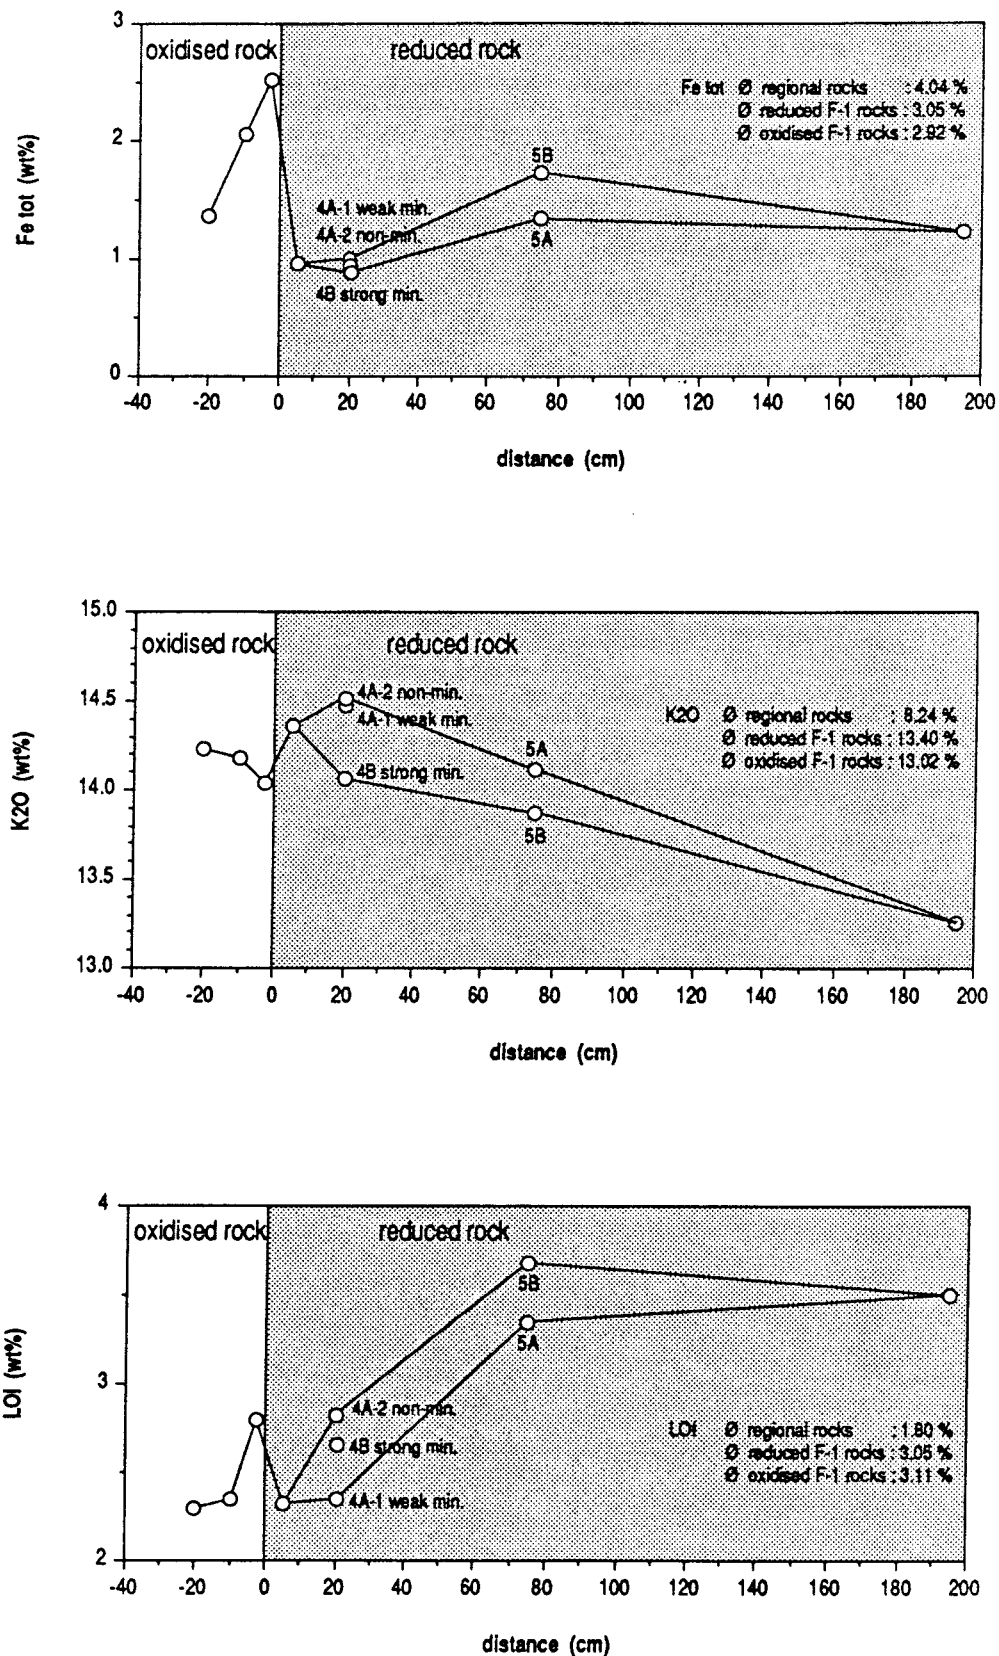 3
oxidised rock reduced rock
Fe tot Ø regional rocks : 4.04 %
Ø reduced F-1 rocks : 3.05 %
Ø oxidised F-1 rocks : 2.92 %
2
Fe tot (wt%)
5B
4A-1 weak min.
4A-2 non-min.
5A
1
4B strong min.
0
-40 -20 0 20 40 60 80 100 120 140 160 180 200
distance (cm)
15.0
oxidised rock reduced rock
14.5
4A-2 non-min.
4A-1 weak min.
K2O Ø regional rocks : 8.24 %
Ø reduced F-1 rocks : 13.40 %
Ø oxidised F-1 rocks : 13.02 %
5A
K2O (wt%)
14.0
4B strong min.
5B
13.5
13.0
-40 -20 0 20 40 60 80 100 120 140 160 180 200
distance (cm)
4
oxidised rock reduced rock
5B
5A
LOI (wt%)
3
4A-2 non-min.
4B strong min.
4A-1 weak min.
LOI Ø regional rocks : 1.80 %
Ø reduced F-1 rocks : 3.05 %
Ø oxidised F-1 rocks : 3.11 %
2
-40 -20 0 20 40 60 80 100 120 140 160 180 200
distance (cm)